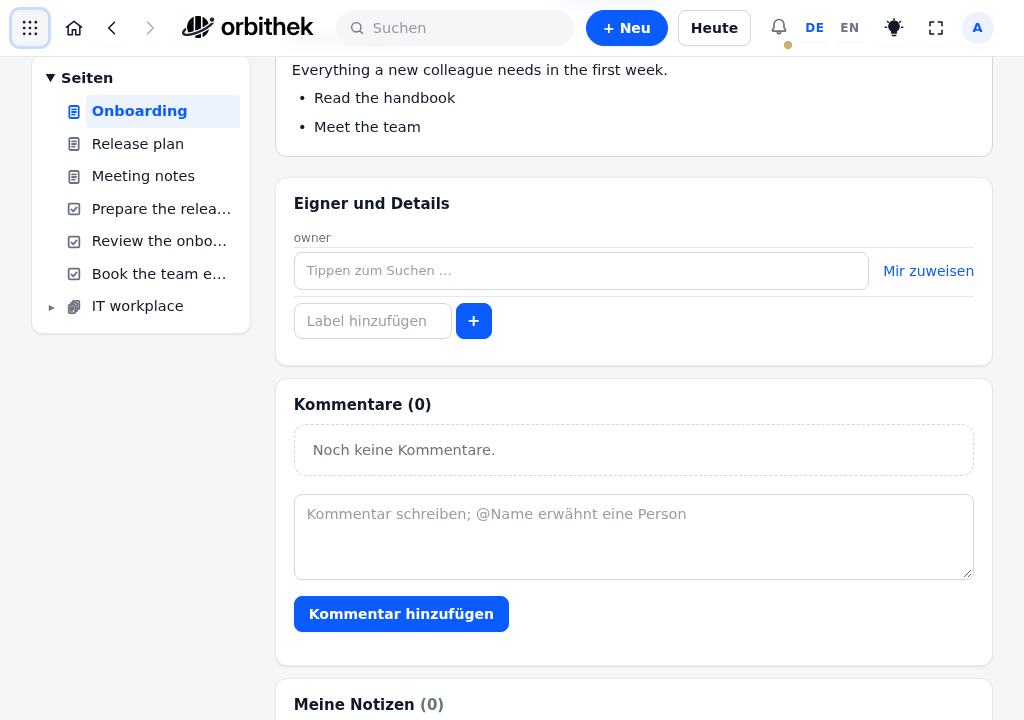 orbithek
Suchen
+ Neu
Heute
DE
EN
A
Seiten
Onboarding
Release plan
Meeting notes
Prepare the relea…
Review the onbo…
Book the team e…
IT workplace
Everything a new colleague needs in the first week.
• Read the handbook
• Meet the team
Eigner und Details
owner
Tippen zum Suchen …
Mir zuweisen
Label hinzufügen
+
Kommentare (0)
Noch keine Kommentare.
Kommentar schreiben; @Name erwähnt eine Person
Kommentar hinzufügen
Meine Notizen (0)